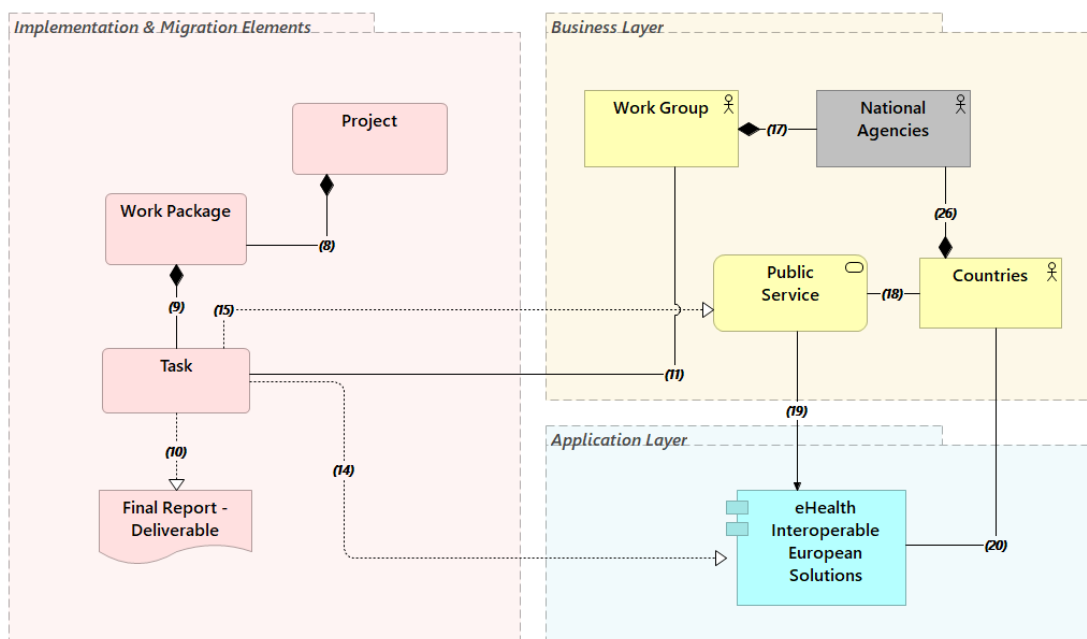 Implementation & Migration Elements
Business Layer
Project
Work Group
National
Agencies
(17)
Work Package
(8)
(26)
Public
Service
Countries
(18)
(9)
(15)
Task
(11)
(19)
(10)
(14)
Application Layer
Final Report -
Deliverable
eHealth
Interoperable
European
Solutions
(20)